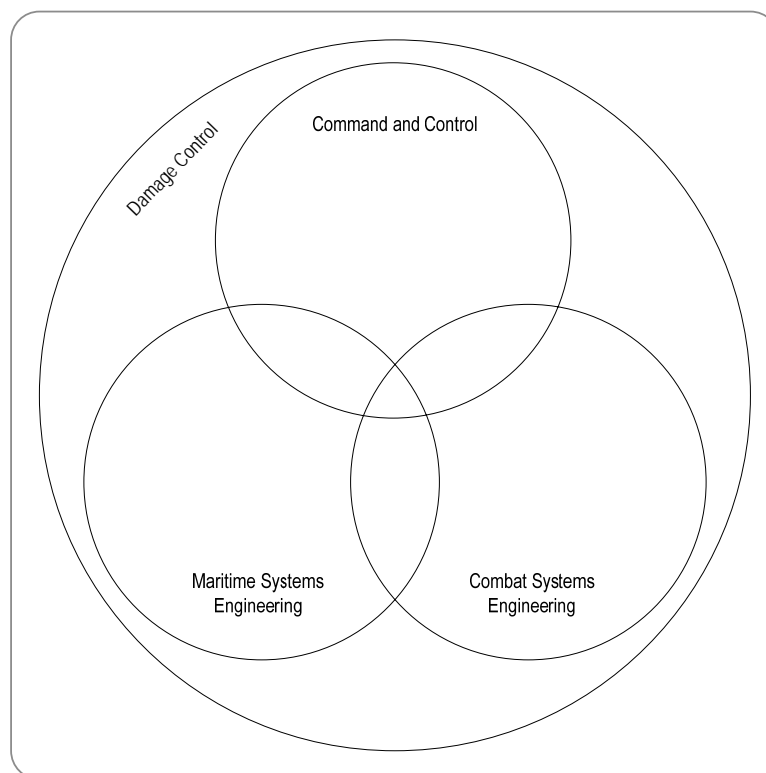 Command and Control
Damage Control
Maritime Systems
Engineering
Combat Systems
Engineering